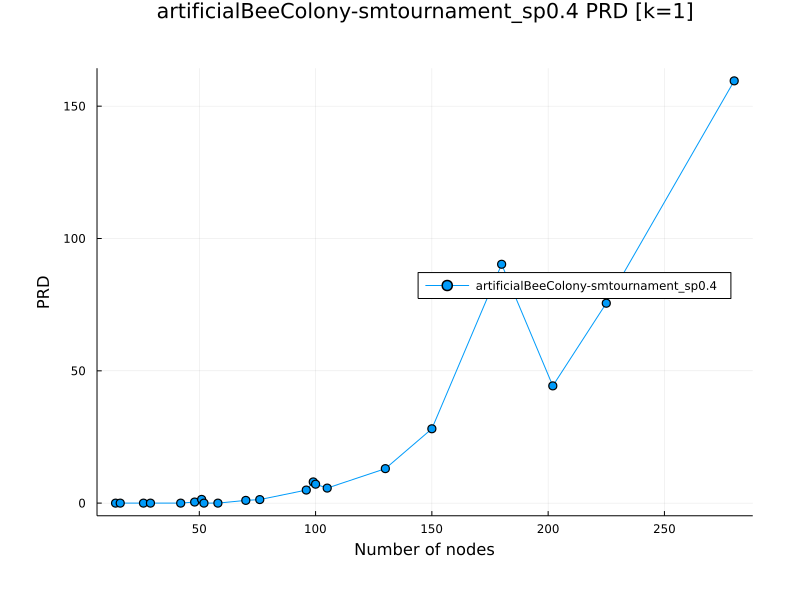 artificialBeeColony-smtournament_sp0.4 PRD [k=1]
150
100
50
0
PRD
artificialBeeColony-smtournament_sp0.4
50 100 150 200 250
Number of nodes